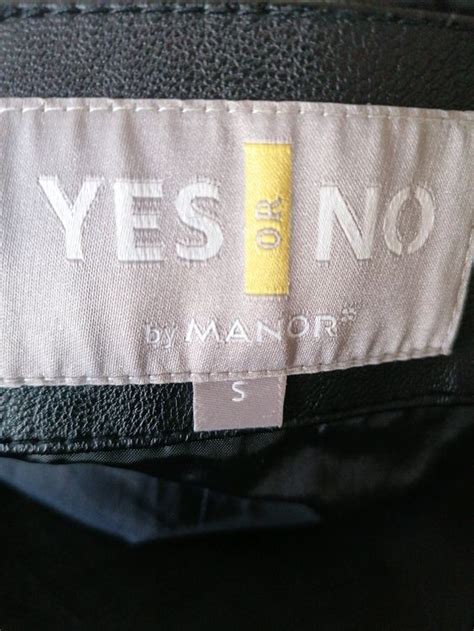 YES OR NO
by MANOR*
S